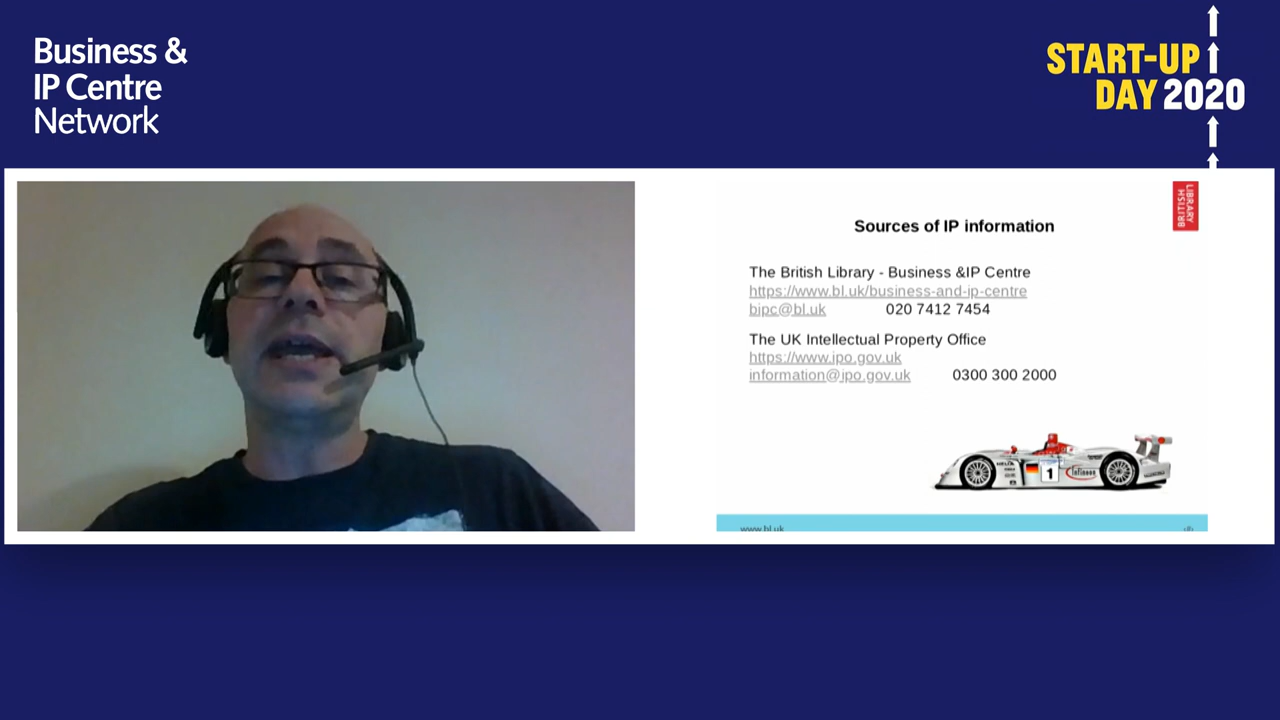 Business &
IP Centre
Network
START-UP
DAY 2020
BRITISH
LIBRARY
Sources of IP information
The British Library - Business &IP Centre
https://www.bl.uk/business-and-ip-centre
bipc@bl.uk 020 7412 7454
The UK Intellectual Property Office
https://www.ipo.gov.uk
information@ipo.gov.uk 0300 300 2000
1
Infineon
www.bl.uk